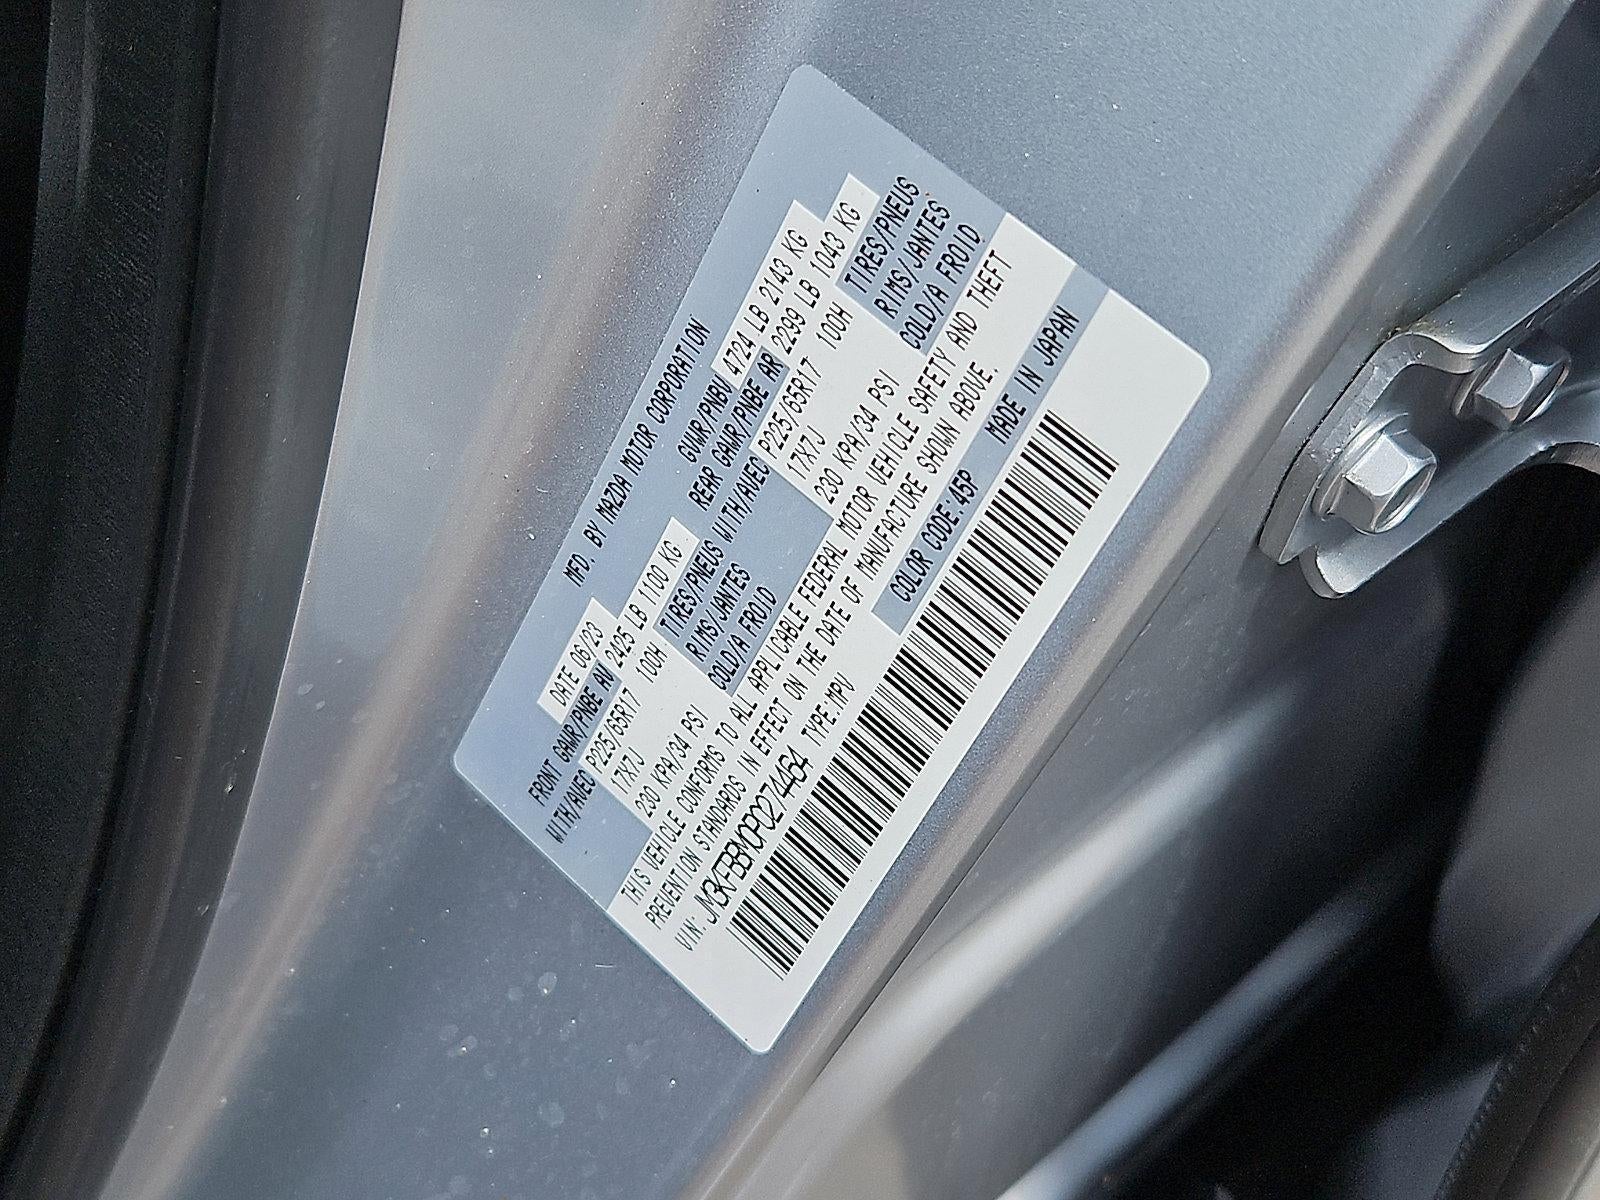 MFD. BY MAZDA MOTOR CORPORATION
DATE 06/23 GVWR/PNBV 4724 LB 2143 KG
FRONT GAWR/PNBE AV 2425 LB 1100 KG REAR GAWR/PNBE AR 2299 LB 1043 KG
WITH/AVEC P225/65R17 100H TIRES/PNEUS WITH/AVEC P225/65R17 100H TIRES/PNEUS
17X7J RIMS/JANTES 17X7J RIMS/JANTES
230 KPA/34 PSI COLD/A FROID 230 KPA/34 PSI COLD/A FROID
THIS VEHICLE CONFORMS TO ALL APPLICABLE FEDERAL MOTOR VEHICLE SAFETY AND THEFT
PREVENTION STANDARDS IN EFFECT ON THE DATE OF MANUFACTURE SHOWN ABOVE.
VIN: JM3KFBBM0P0274464 TYPE:MPV COLOR CODE:45P MADE IN JAPAN